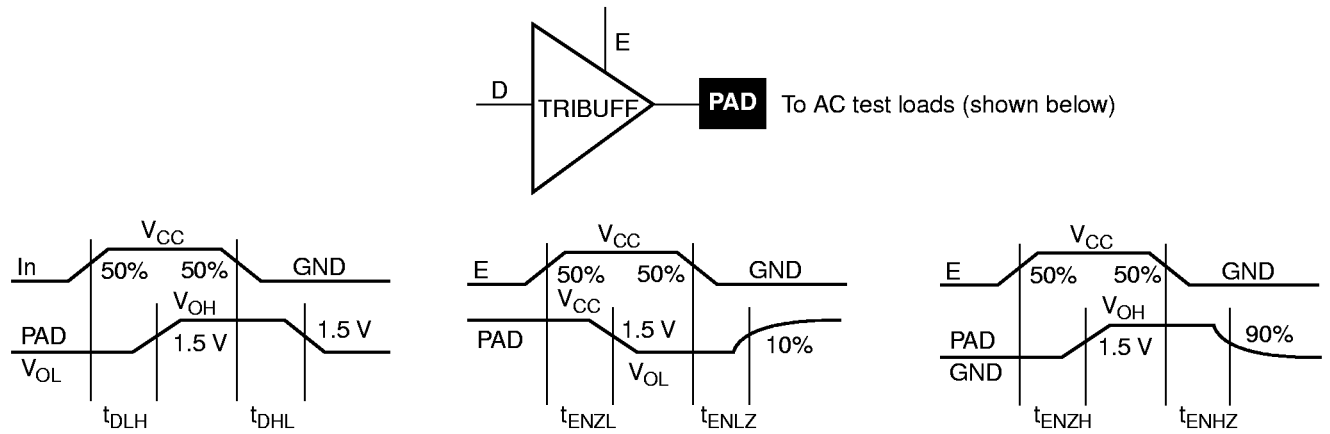 E
D
TRIBUFF
PAD
To AC test loads (shown below)
VCC
In
50%
50%
GND
VOH
PAD
1.5 V
1.5 V
VOL
tDLH
tDHL
VCC
E
50%
50%
GND
VCC
PAD
1.5 V
10%
VOL
tENZL
tENLZ
VCC
E
50%
50%
GND
VOH
PAD
1.5 V
90%
GND
tENZH
tENHZ